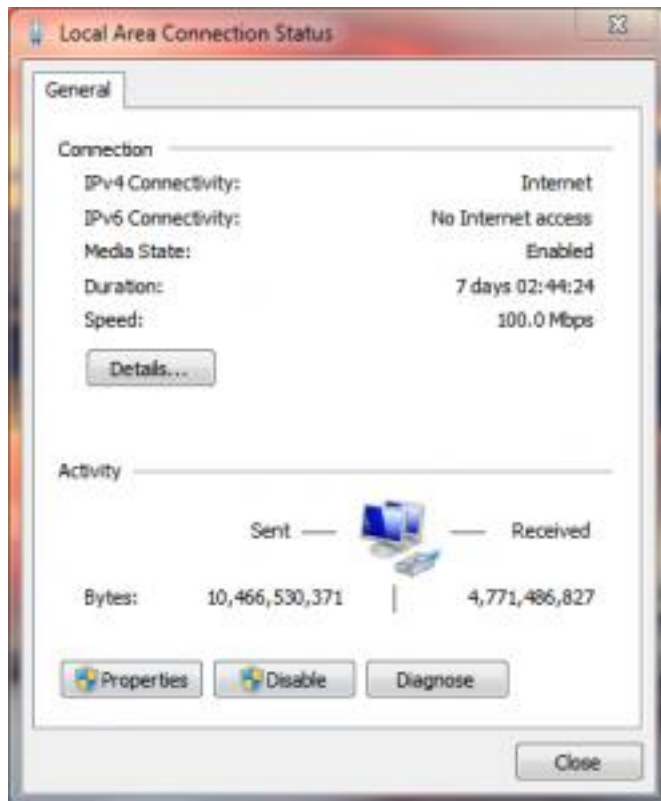 Local Area Connection Status
General
Connection
IPv4 Connectivity: Internet
IPv6 Connectivity: No Internet access
Media State: Enabled
Duration: 7 days 02:44:24
Speed: 100.0 Mbps
Details...
Activity
Sent Received
Bytes: 10,466,530,371 4,771,486,827
Properties Disable Diagnose
Close